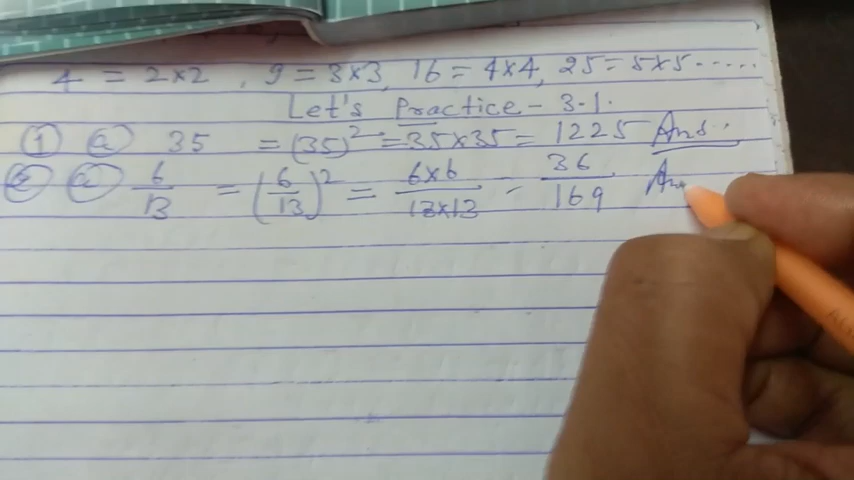 4 = 2×2 , 9 = 3×3, 16 = 4×4, 25 = 5×5 .....
Let's Practice - 3.1.
① ⓐ 35 = (35)² = 35×35 = 1225 Ans.
② ⓐ 6/13 = (6/13)² = 6×6/13×13 = 36/169 An